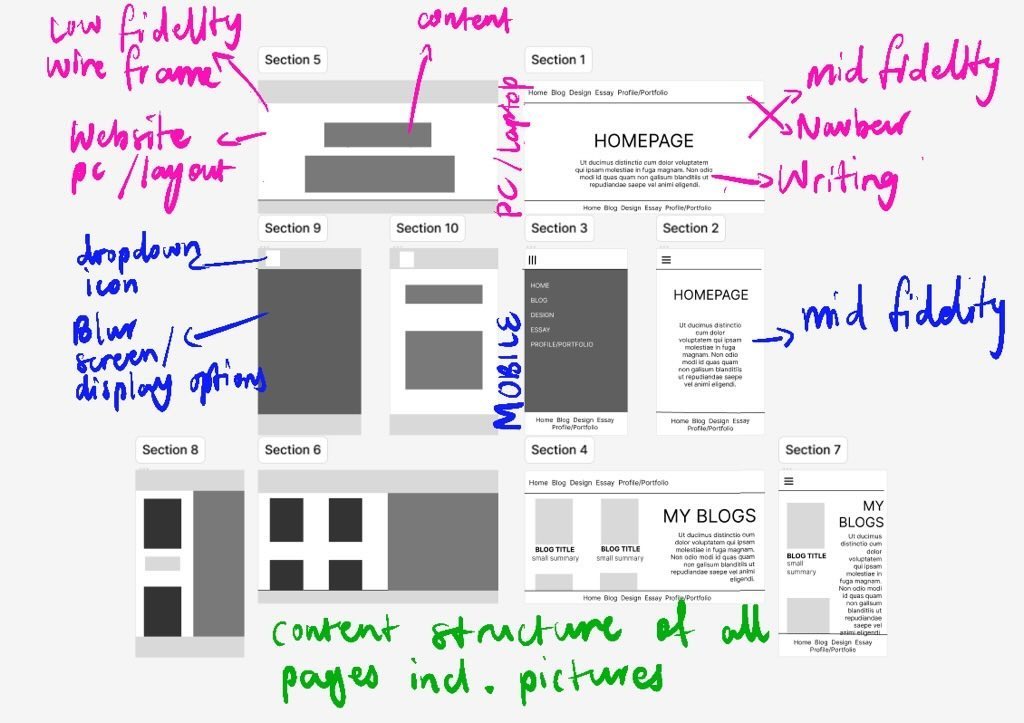 Low fidelity
wire frame
content
Section 5
Section 1
mid fidelity
Website
pc / layout
PC / Laptop
Home Blog Design Essay Profile/Portfolio
HOMEPAGE
Ut ducimus distinctio cum dolor voluptatem
qui ipsam molestiae in fuga magnam. Non odio
modi id quas quam non galisum blanditiis ut
repudiandae saepe vel animi eligendi.
Home Blog Design Essay Profile/Portfolio
Navbar
Writing
Section 9
Section 10
Section 3
Section 2
dropdown
icon
Blur
screen/
display options
MOBILE
HOME
BLOG
DESIGN
ESSAY
PROFILE/PORTFOLIO
Home Blog Design Essay
Profile/Portfolio
HOMEPAGE
Ut ducimus distinctio
cum dolor
voluptatem qui ipsam
molestiae in fuga
magnam. Non odio
modi id quas quam
non galisum blanditiis
ut repudiandae saepe
vel animi eligendi.
Home Blog Design Essay
Profile/Portfolio
mid fidelity
Section 8
Section 6
Section 4
Section 7
Home Blog Design Essay Profile/Portfolio
MY BLOGS
Ut ducimus distinctio cum
dolor voluptatem qui ipsam
molestiae in fuga magnam.
Non odio modi id quas quam
non galisum blanditiis ut
repudiandae saepe vel animi
eligendi.
BLOG TITLE
small summary
BLOG TITLE
small summary
Home Blog Design Essay Profile/Portfolio
MY
BLOGS
Ut ducimus
distinctio cum
dolor
voluptatem
qui ipsam
molestiae in
fuga magnam.
Non odio modi
id quas quam
non galisum
blanditiis ut
repudiandae
saepe vel
animi eligendi.
BLOG TITLE
small
summary
Home Blog Design Essay
Profile/Portfolio
content structure of all
pages incl. pictures